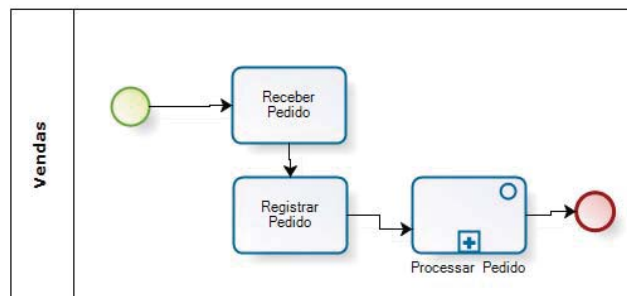 Vendas
Receber
Pedido
Registrar
Pedido
Processar Pedido